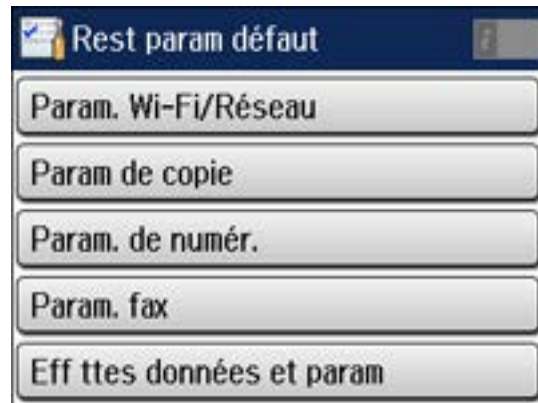 Rest param défaut
Param. Wi-Fi/Réseau
Param de copie
Param. de numér.
Param. fax
Eff ttes données et param